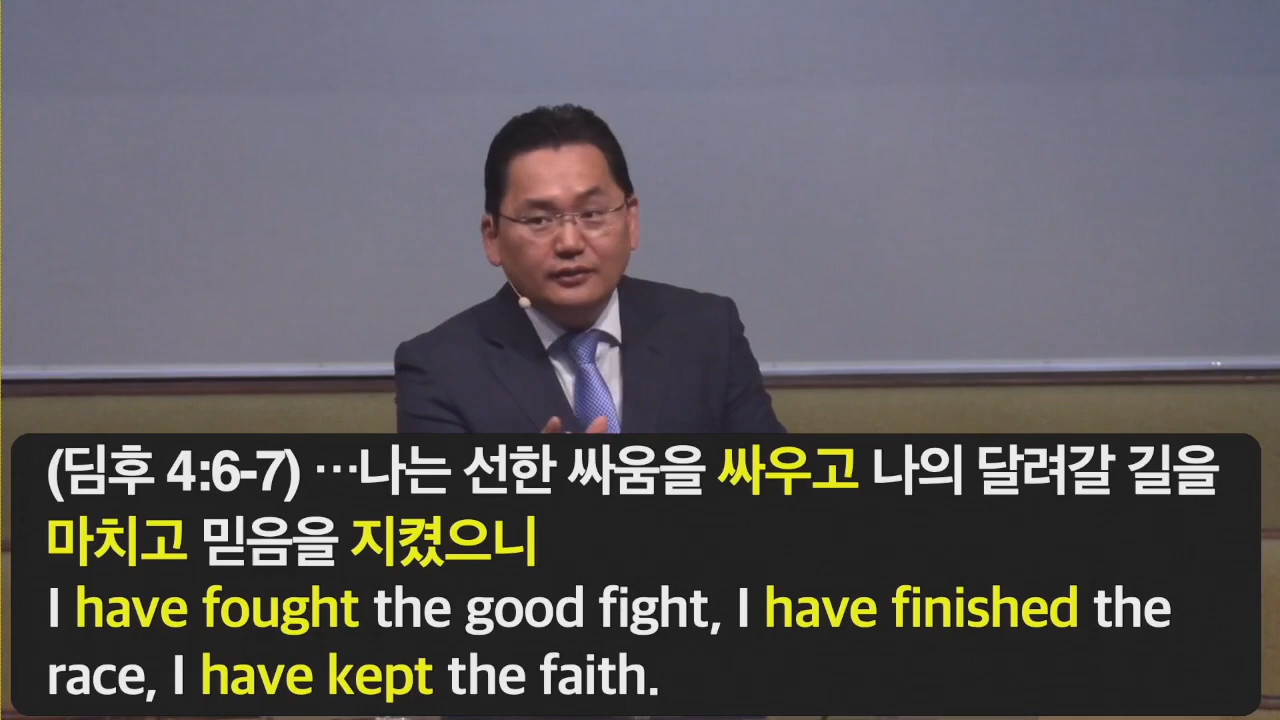 (딤후 4:6-7) …나는 선한 싸움을 싸우고 나의 달려갈 길을
마치고 믿음을 지켰으니
I have fought the good fight, I have finished the
race, I have kept the faith.